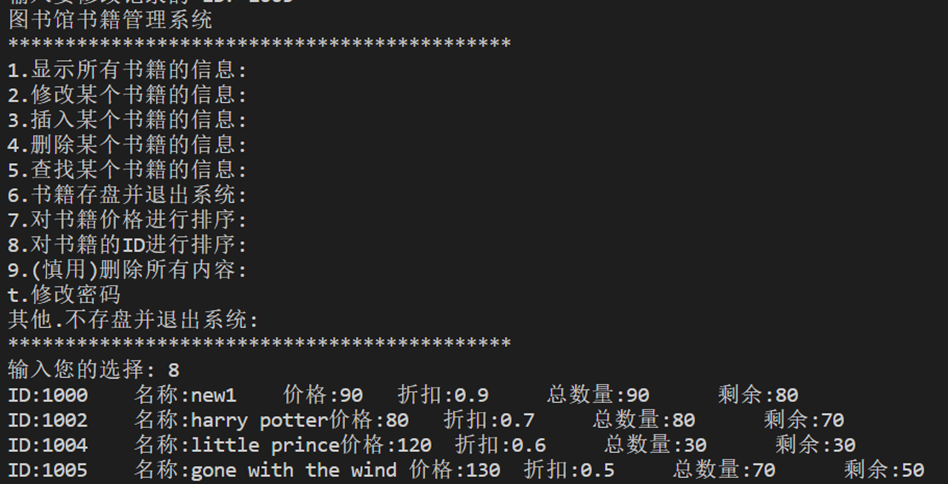 图书馆书籍管理系统
********************************************
1.显示所有书籍的信息:
2.修改某个书籍的信息:
3.插入某个书籍的信息:
4.删除某个书籍的信息:
5.查找某个书籍的信息:
6.书籍存盘并退出系统:
7.对书籍价格进行排序:
8.对书籍的ID进行排序:
9.(慎用)删除所有内容:
t.修改密码
其他.不存盘并退出系统:
********************************************
输入您的选择: 8
ID:1000 名称:new1 价格:90 折扣:0.9 总数量:90 剩余:80
ID:1002 名称:harry potter价格:80 折扣:0.7 总数量:80 剩余:70
ID:1004 名称:little prince价格:120 折扣:0.6 总数量:30 剩余:30
ID:1005 名称:gone with the wind 价格:130 折扣:0.5 总数量:70 剩余:50